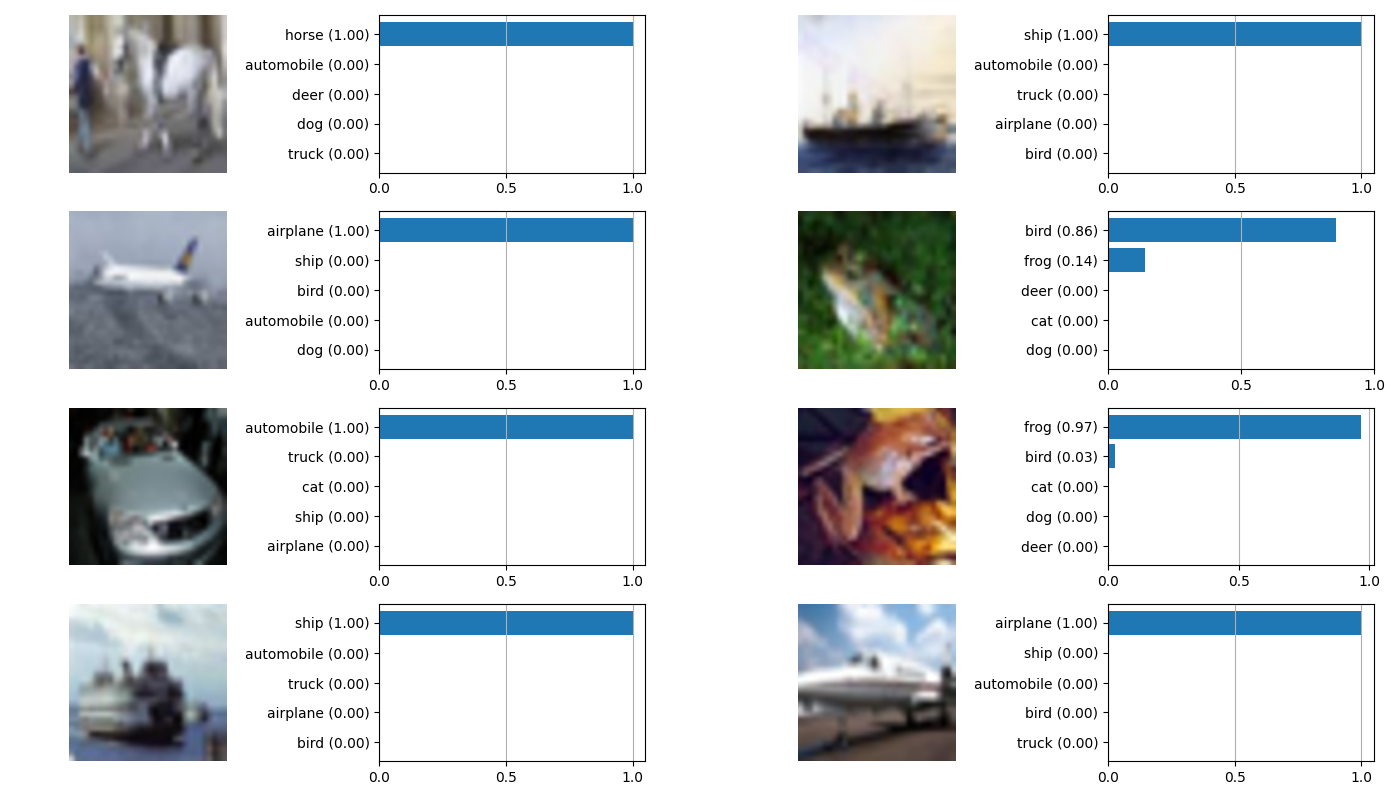 horse (1.00)
automobile (0.00)
deer (0.00)
dog (0.00)
truck (0.00)
0.0 0.5 1.0
ship (1.00)
automobile (0.00)
truck (0.00)
airplane (0.00)
bird (0.00)
0.0 0.5 1.0
airplane (1.00)
ship (0.00)
bird (0.00)
automobile (0.00)
dog (0.00)
0.0 0.5 1.0
bird (0.86)
frog (0.14)
deer (0.00)
cat (0.00)
dog (0.00)
0.0 0.5 1.0
automobile (1.00)
truck (0.00)
cat (0.00)
ship (0.00)
airplane (0.00)
0.0 0.5 1.0
frog (0.97)
bird (0.03)
cat (0.00)
dog (0.00)
deer (0.00)
0.0 0.5 1.0
ship (1.00)
automobile (0.00)
truck (0.00)
airplane (0.00)
bird (0.00)
0.0 0.5 1.0
airplane (1.00)
ship (0.00)
automobile (0.00)
bird (0.00)
truck (0.00)
0.0 0.5 1.0